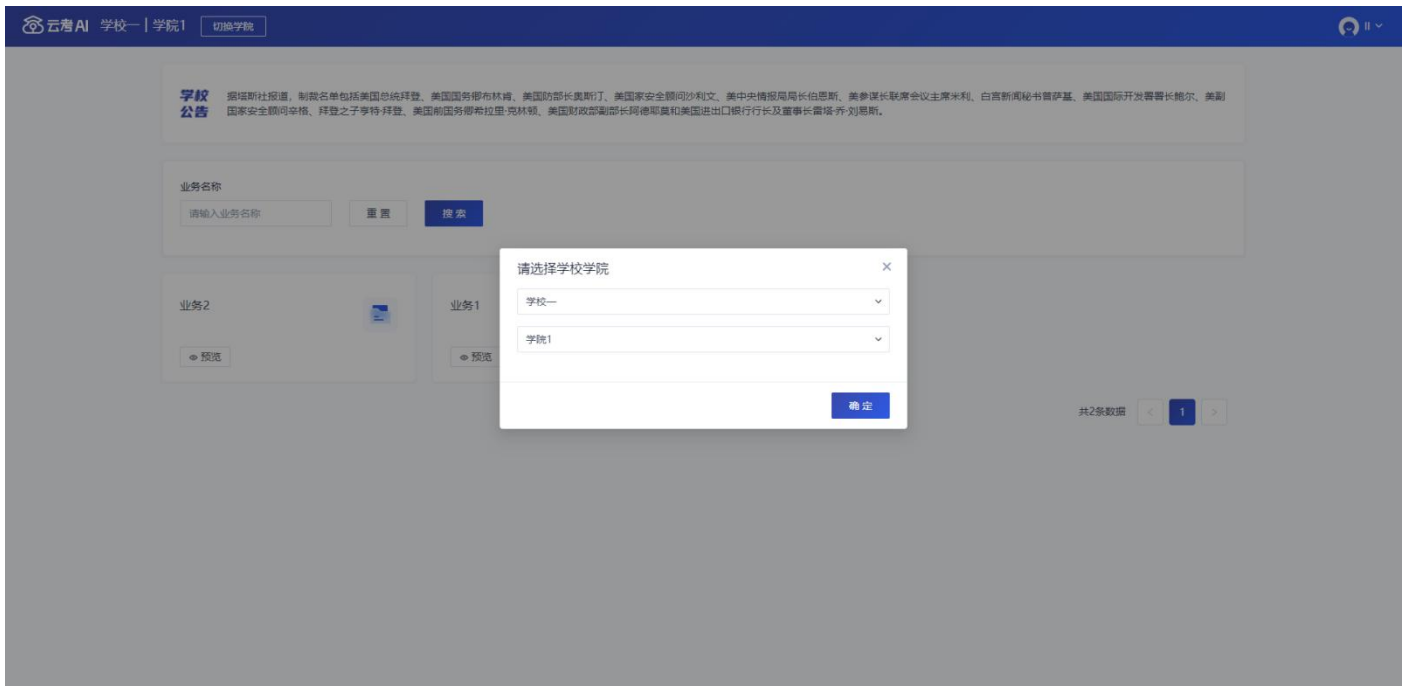 云考AI 学校一 | 学院1 切换学院 II
学校公告
据塔斯社报道，制裁名单包括美国总统拜登、美国国务卿布林肯、美国防部长奥斯汀、美国家安全顾问沙利文、美中央情报局局长伯恩斯、美参谋长联席会议主席米利、白宫新闻秘书普萨基、美国国际开发署署长鲍尔、美副
国家安全顾问辛格、拜登之子亨特·拜登、美国前国务卿希拉里·克林顿、美国财政部副部长阿德耶莫和美国进出口银行行长及董事长雷塔·乔·刘易斯。
业务名称
请输入业务名称 重置 搜索
请选择学校学院
学校一
学院1
确定
业务2 业务1
预览 预览
共2条数据 < 1 >